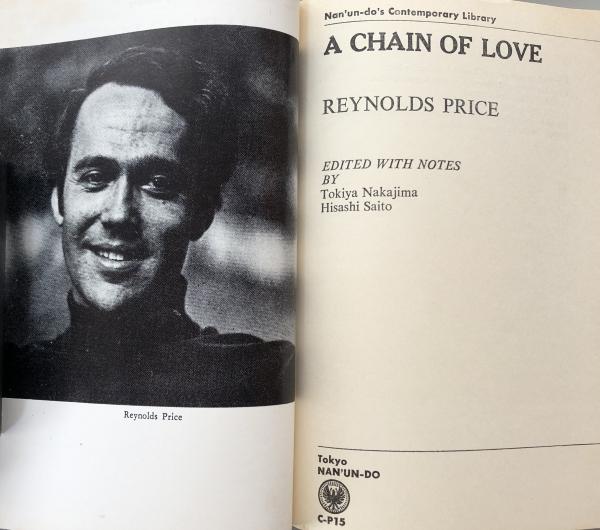 Reynolds Price
Nan'un-do's Contemporary Library
A CHAIN OF LOVE
REYNOLDS PRICE
EDITED WITH NOTES
BY
Tokiya Nakajima
Hisashi Saito
Tokyo
NAN'UN-DO
C-P15